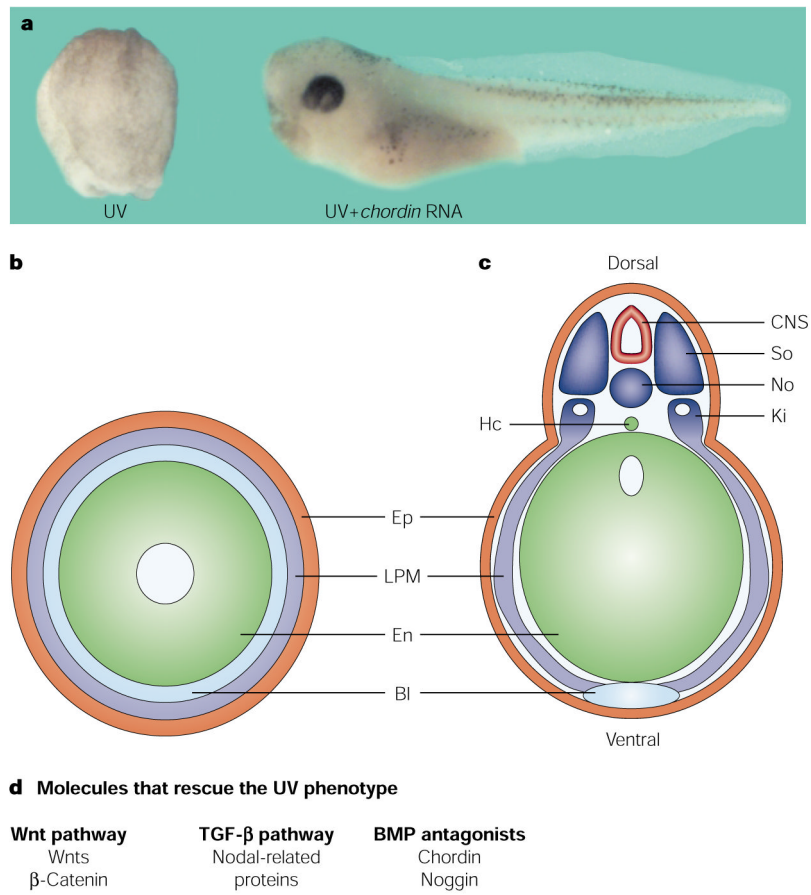 a
UV
UV+chordin RNA
b
c
Dorsal
CNS
So
No
Hc
Ki
Ep
LPM
En
Bl
Ventral
d Molecules that rescue the UV phenotype
Wnt pathway
Wnts
β-Catenin
TGF-β pathway
Nodal-related
proteins
BMP antagonists
Chordin
Noggin